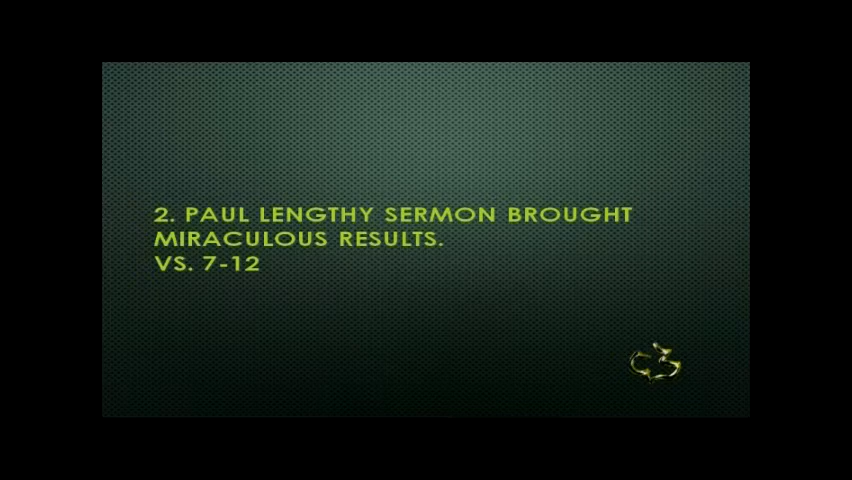 2. PAUL LENGTHY SERMON BROUGHT
MIRACULOUS RESULTS.
VS. 7-12